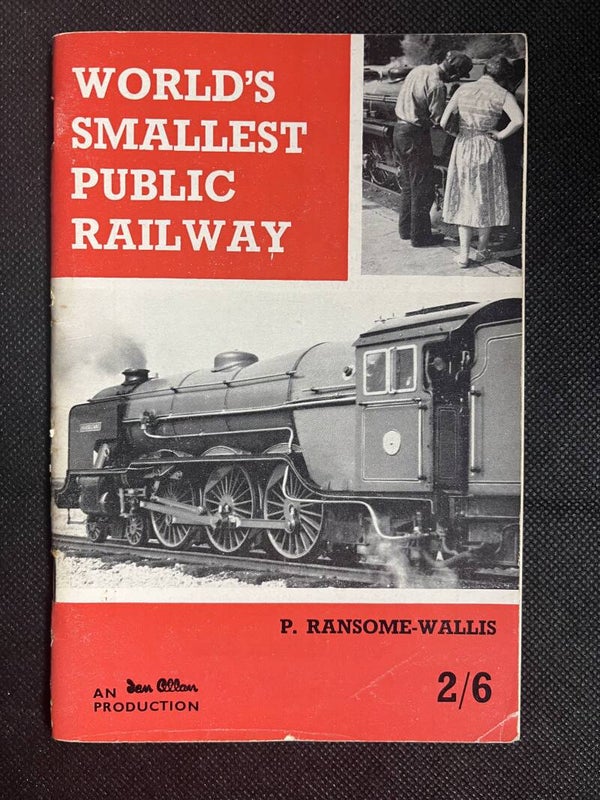 WORLD'S
SMALLEST
PUBLIC
RAILWAY
P. RANSOME-WALLIS
AN Ian Allan
PRODUCTION
2/6